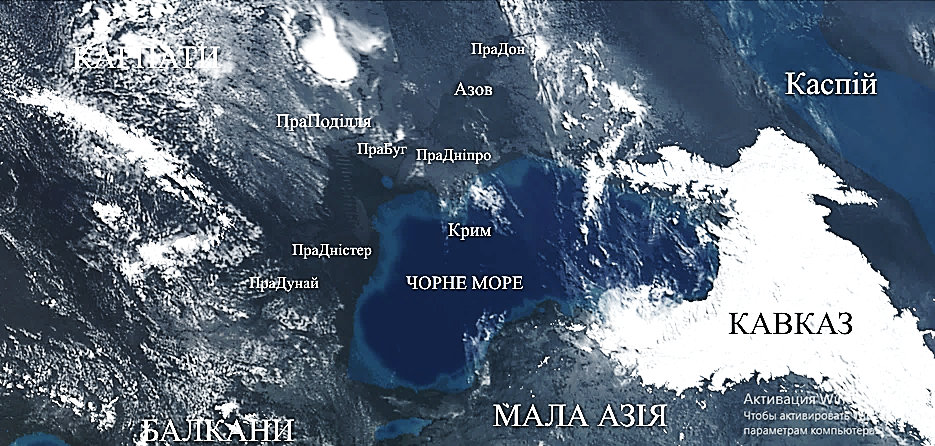 КАРПАТИ
ПраДон
Каспій
Азов
ПраПоділля
ПраБуг
ПраДніпро
Крим
ПраДністер
ПраДунай
ЧОРНЕ МОРЕ
КАВКАЗ
Активация
Чтобы активировать
параметрам компьютера
МАЛА АЗІЯ
БАЛКАНИ